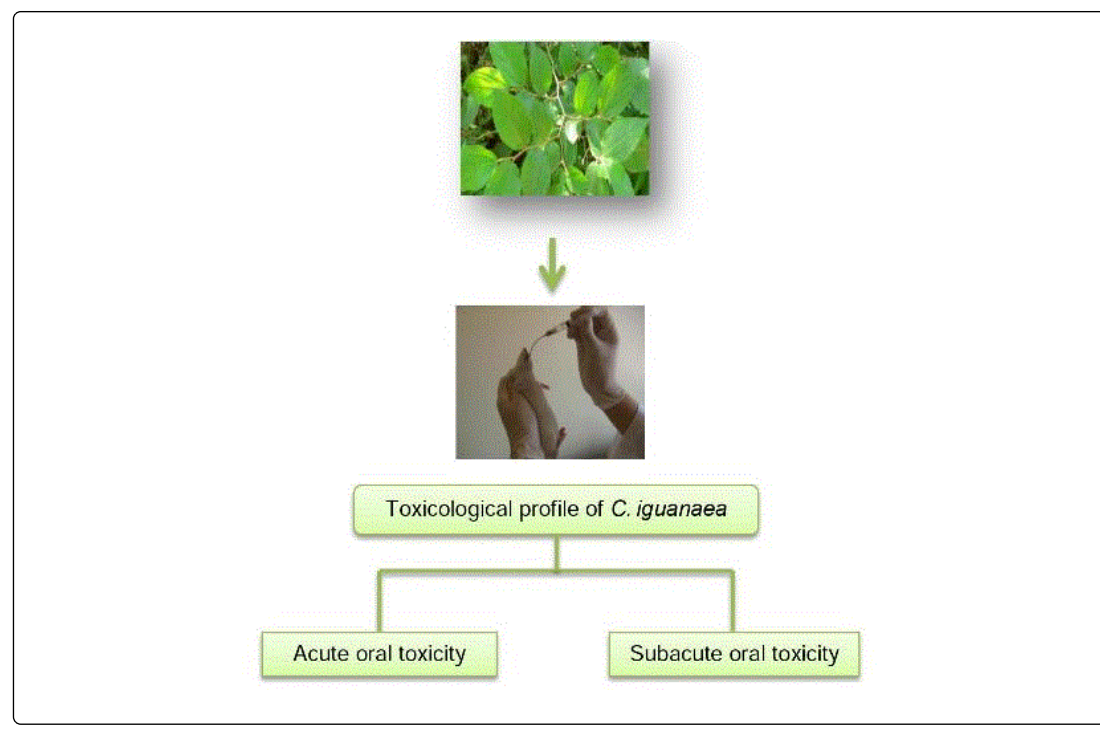 Toxicological profile of C. iguanaea
Acute oral toxicity
Subacute oral toxicity